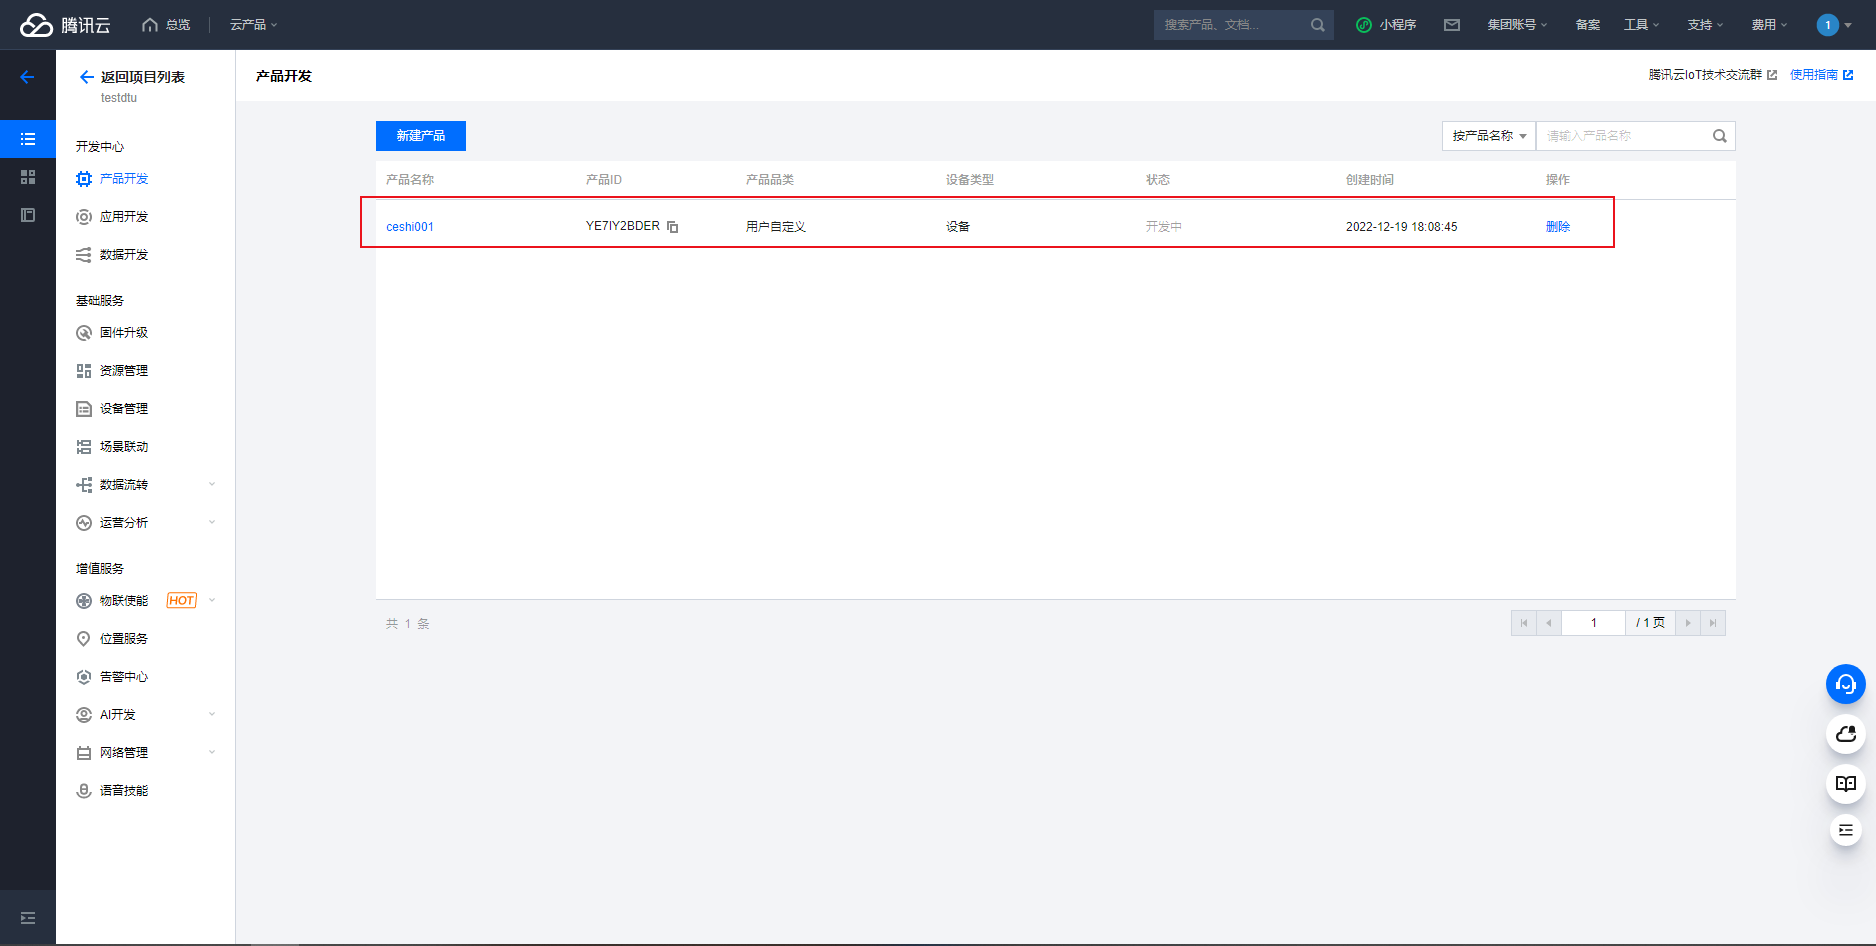 腾讯云 总览 云产品 搜索产品、文档... 小程序 集团账号 备案 工具 支持 费用 1
返回项目列表
testdtu
产品开发
腾讯云IoT技术交流群 使用指南
开发中心
产品开发
应用开发
数据开发
基础服务
固件升级
资源管理
设备管理
场景联动
数据流转
运营分析
增值服务
物联使能 HOT
位置服务
告警中心
AI开发
网络管理
语音技能
新建产品 按产品名称 请输入产品名称
产品名称 产品ID 产品品类 设备类型 状态 创建时间 操作
ceshi001 YE7IY2BDER 用户自定义 设备 开发中 2022-12-19 18:08:45 删除
共 1 条 1 / 1 页